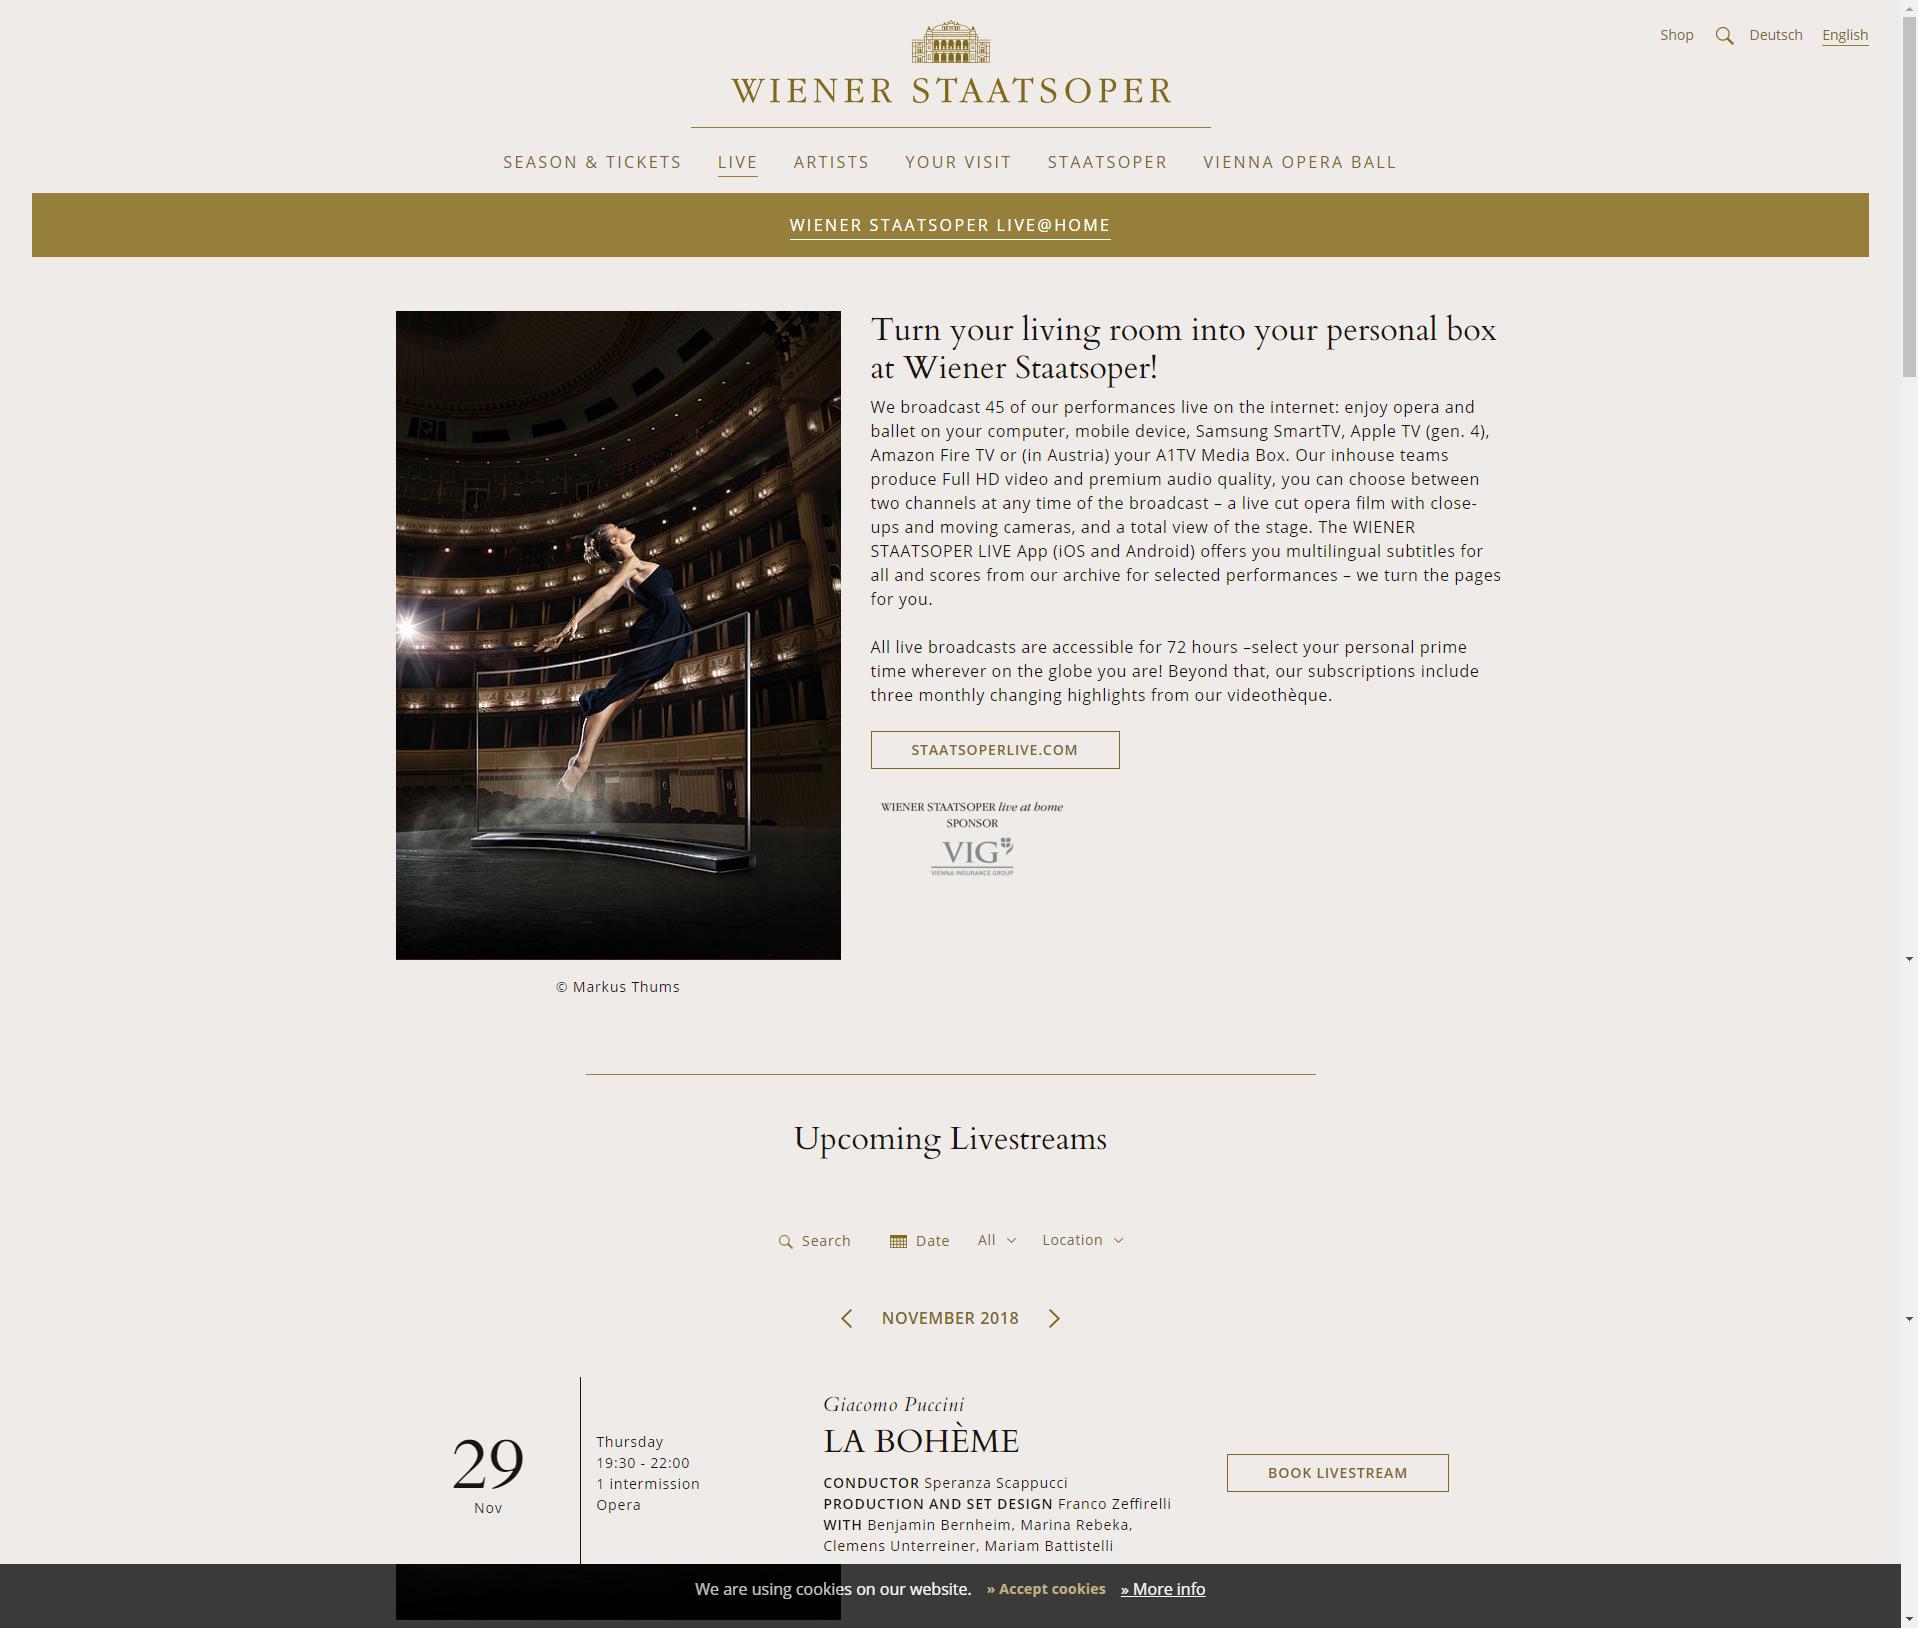 Shop
Deutsch
English
WIENER STAATSOPER
SEASON & TICKETS
LIVE
ARTISTS
YOUR VISIT
STAATSOPER
VIENNA OPERA BALL
WIENER STAATSOPER LIVE@HOME
Turn your living room into your personal box
at Wiener Staatsoper!
We broadcast 45 of our performances live on the internet: enjoy opera and
ballet on your computer, mobile device, Samsung SmartTV, Apple TV (gen. 4),
Amazon Fire TV or (in Austria) your A1TV Media Box. Our inhouse teams
produce Full HD video and premium audio quality, you can choose between
two channels at any time of the broadcast – a live cut opera film with close-
ups and moving cameras, and a total view of the stage. The WIENER
STAATSOPER LIVE App (iOS and Android) offers you multilingual subtitles for
all and scores from our archive for selected performances – we turn the pages
for you.
All live broadcasts are accessible for 72 hours –select your personal prime
time wherever on the globe you are! Beyond that, our subscriptions include
three monthly changing highlights from our videothèque.
STAATSOPERLIVE.COM
WIENER STAATSOPER live at home
SPONSOR
VIG
VIENNA INSURANCE GROUP
© Markus Thums
Upcoming Livestreams
Search
Date
All
Location
NOVEMBER 2018
29
Nov
Thursday
19:30 - 22:00
1 intermission
Opera
Giacomo Puccini
LA BOHÈME
CONDUCTOR Speranza Scappucci
PRODUCTION AND SET DESIGN Franco Zeffirelli
WITH Benjamin Bernheim, Marina Rebeka,
Clemens Unterreiner, Mariam Battistelli
BOOK LIVESTREAM
We are using cookies on our website. » Accept cookies » More info